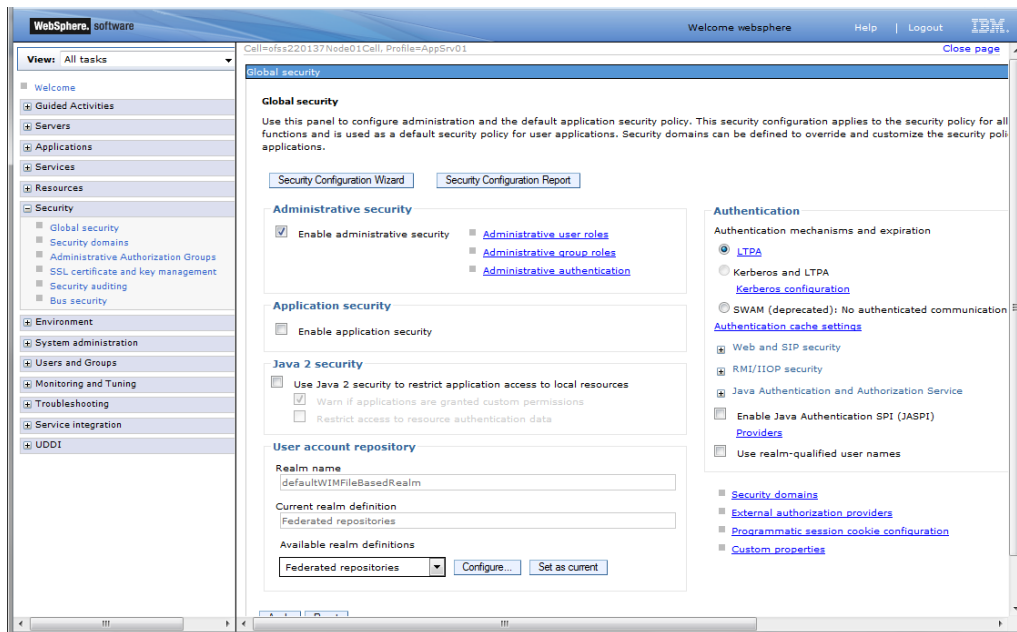 WebSphere. software
Welcome websphere Help | Logout IBM.
View: All tasks
Cell=ofss220137Node01Cell, Profile=AppSrv01
Close page
Welcome
Guided Activities
Servers
Applications
Services
Resources
Security
Global security
Security domains
Administrative Authorization Groups
SSL certificate and key management
Security auditing
Bus security
Environment
System administration
Users and Groups
Monitoring and Tuning
Troubleshooting
Service integration
UDDI
Global security
Global security
Use this panel to configure administration and the default application security policy. This security configuration applies to the security policy for all
functions and is used as a default security policy for user applications. Security domains can be defined to override and customize the security poli
applications.
Security Configuration Wizard Security Configuration Report
Administrative security
Enable administrative security
Administrative user roles
Administrative group roles
Administrative authentication
Application security
Enable application security
Java 2 security
Use Java 2 security to restrict application access to local resources
Warn if applications are granted custom permissions
Restrict access to resource authentication data
User account repository
Realm name
defaultWIMFileBasedRealm
Current realm definition
Federated repositories
Available realm definitions
Federated repositories Configure... Set as current
Authentication
Authentication mechanisms and expiration
LTPA
Kerberos and LTPA
Kerberos configuration
SWAM (deprecated): No authenticated communication
Authentication cache settings
Web and SIP security
RMI/IIOP security
Java Authentication and Authorization Service
Enable Java Authentication SPI (JASPI)
Providers
Use realm-qualified user names
Security domains
External authorization providers
Programmatic session cookie configuration
Custom properties